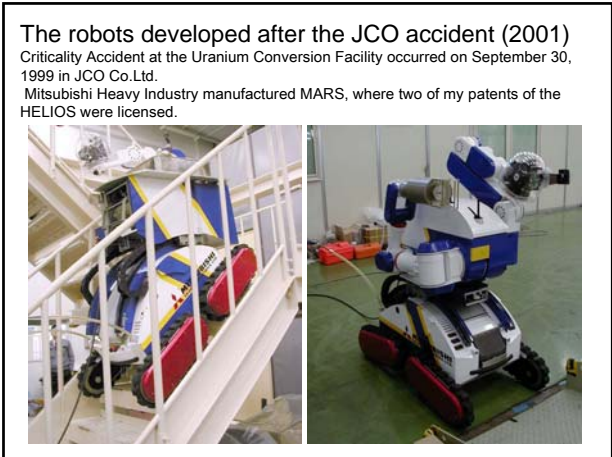 The robots developed after the JCO accident (2001)
Criticality Accident at the Uranium Conversion Facility occurred on September 30,
1999 in JCO Co.Ltd.
Mitsubishi Heavy Industry manufactured MARS, where two of my patents of the
HELIOS were licensed.